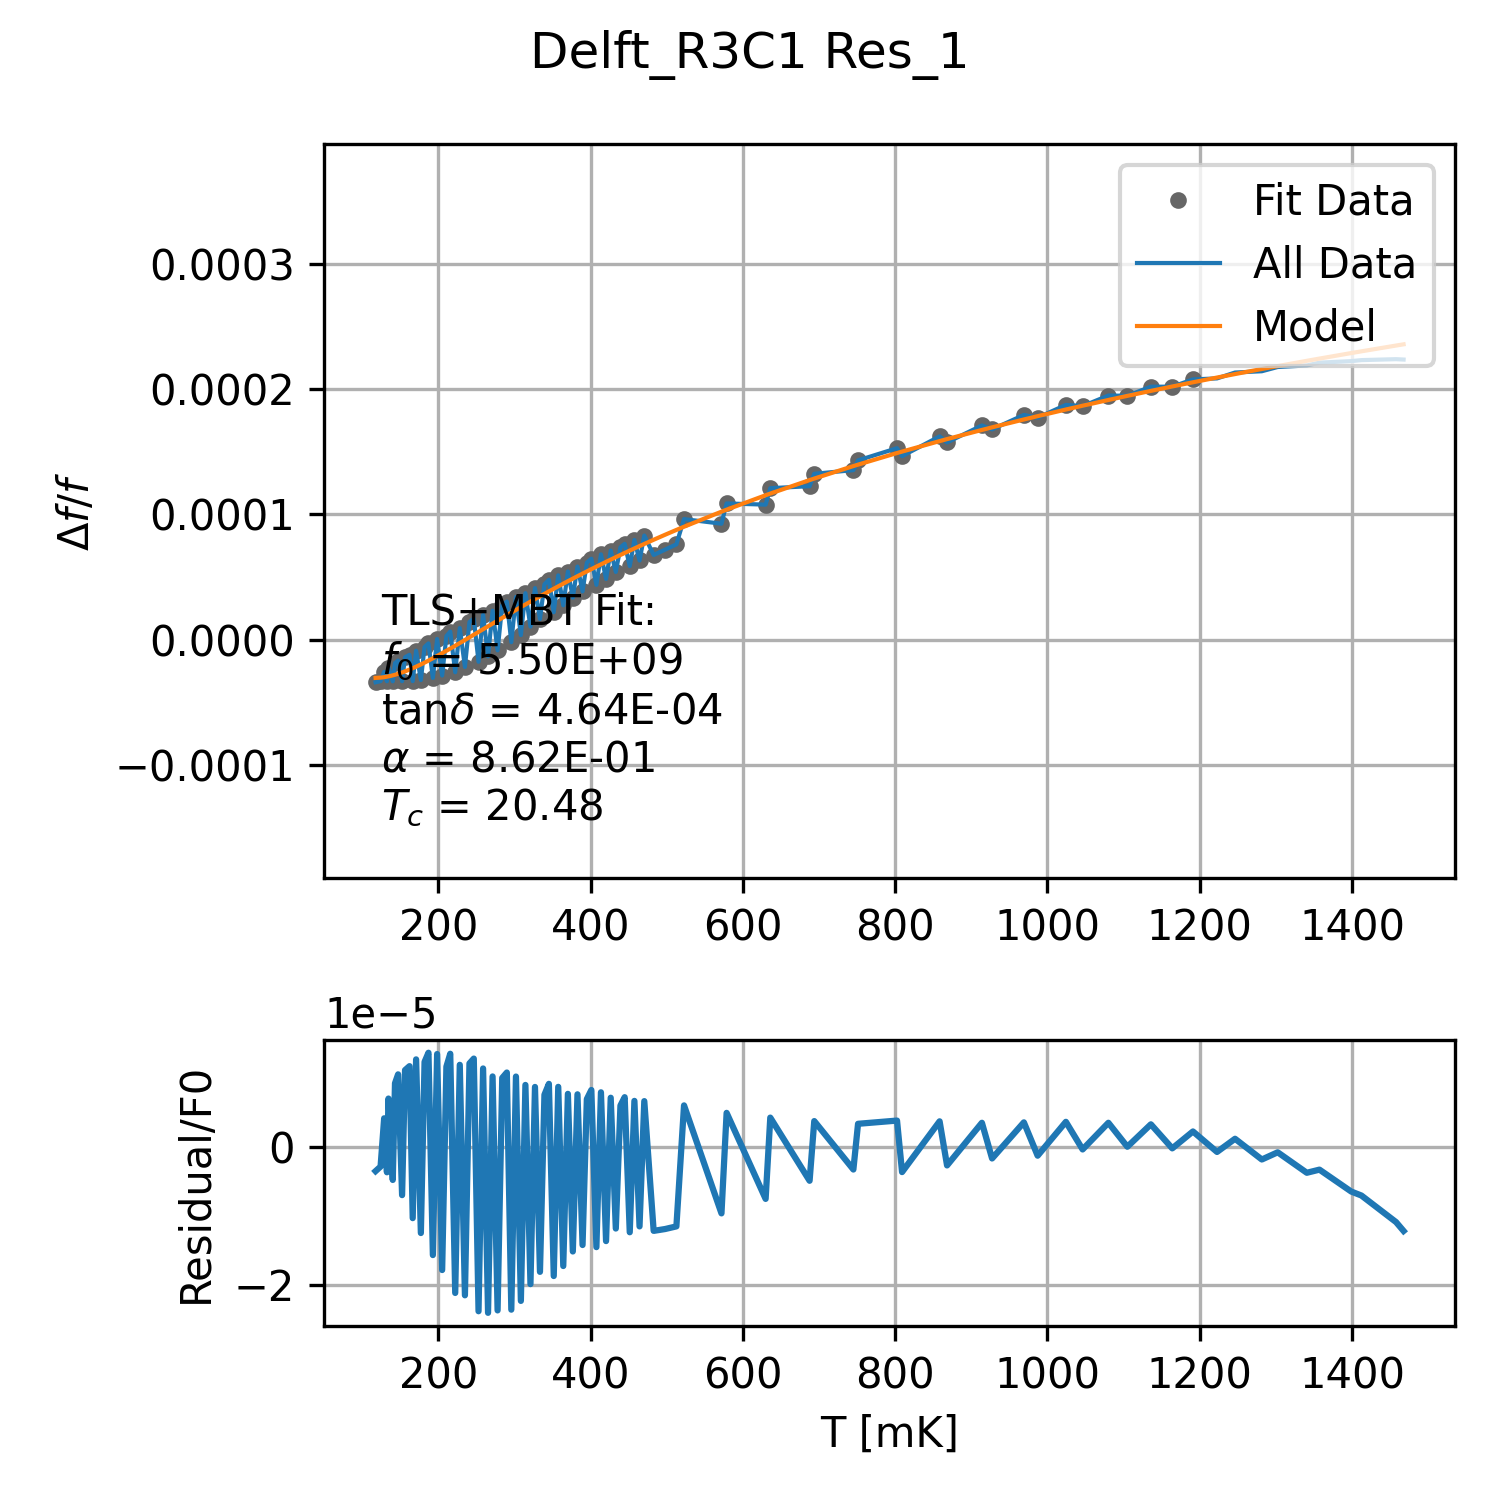 Delft_R3C1 Res_1
Fit Data
All Data
Model
0.0003
0.0002
0.0001
0.0000
−0.0001
Δf/f
TLS+MBT Fit:
f₀ = 5.50E+09
tanδ = 4.64E-04
α = 8.62E-01
T_c = 20.48
200 400 600 800 1000 1200 1400
1e−5
0
−2
Residual/F0
200 400 600 800 1000 1200 1400
T [mK]